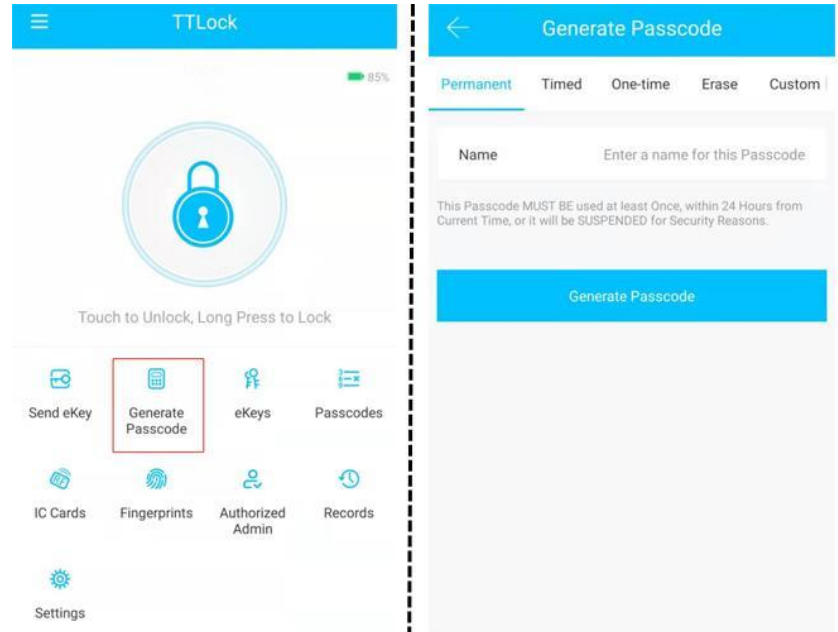 TTLock
85%
Touch to Unlock, Long Press to Lock
Send eKey
Generate
Passcode
eKeys
Passcodes
IC Cards
Fingerprints
Authorized
Admin
Records
Settings
Generate Passcode
Permanent Timed One-time Erase Custom
Name Enter a name for this Passcode
This Passcode MUST BE used at least Once, within 24 Hours from
Current Time, or it will be SUSPENDED for Security Reasons.
Generate Passcode